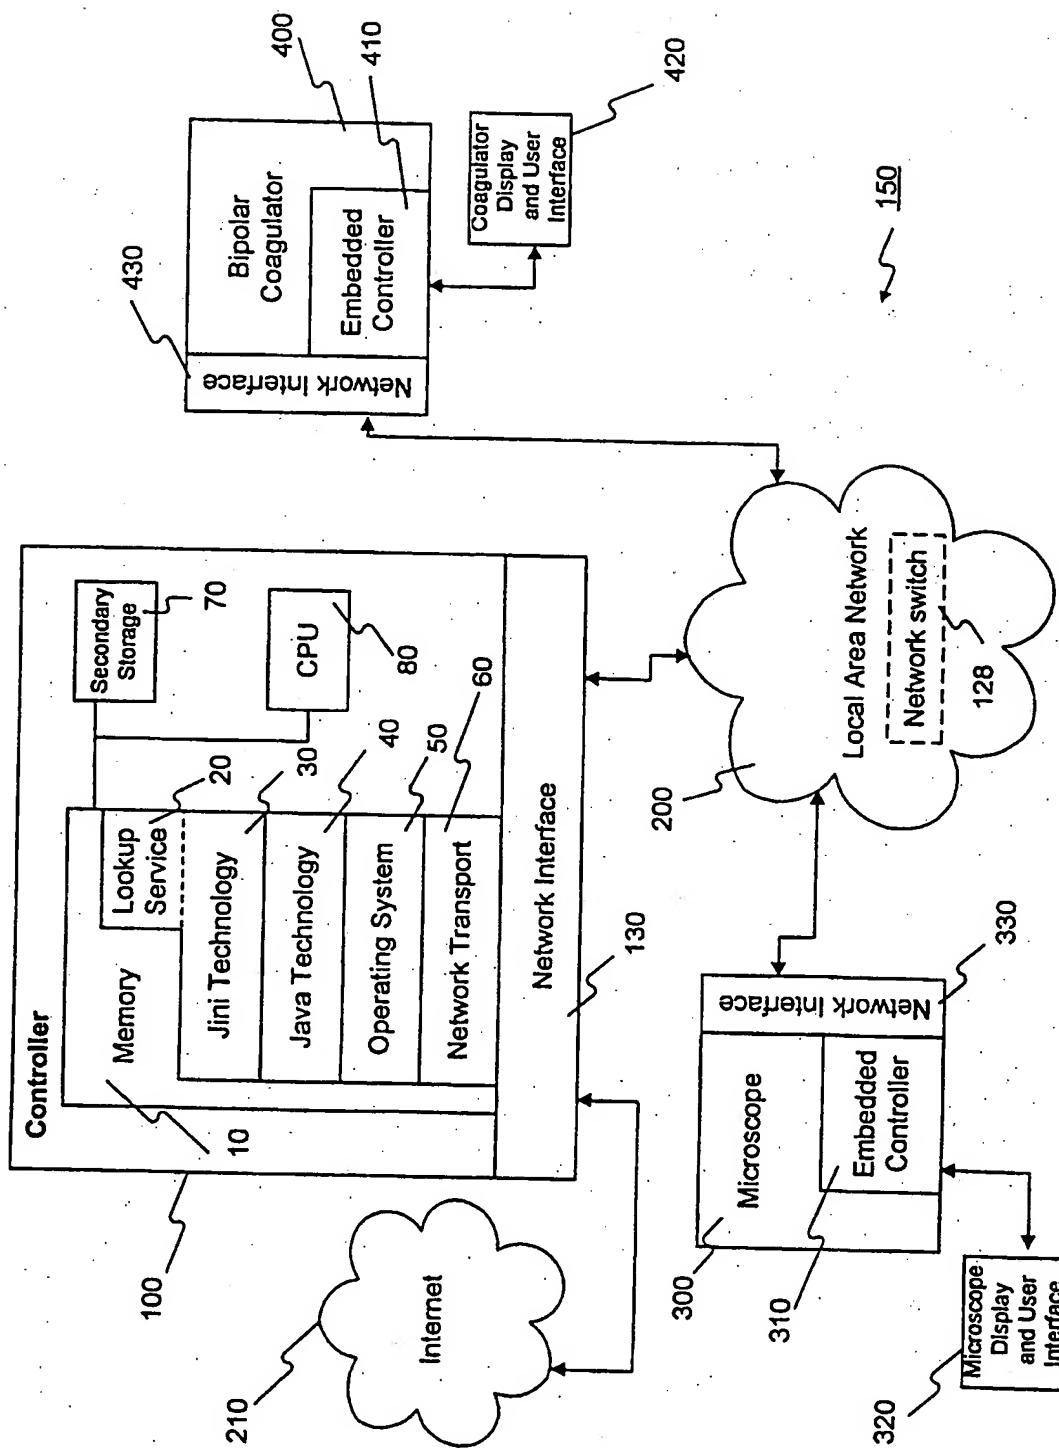 Controller
100
Memory
10
Lookup
Service
20
Jini Technology
30
Java Technology
40
Operating System
50
Network Transport
60
Secondary
Storage
70
CPU
80
Network Interface
130
Internet
210
430
Bipolar
Coagulator
400
Embedded
Controller
410
Network Interface
Coagulator
Display
and User
Interface
420
Local Area Network
200
Network switch
128
150
Microscope
300
Embedded
Controller
310
Network Interface
330
Microscope
Display
and User
Interface
320